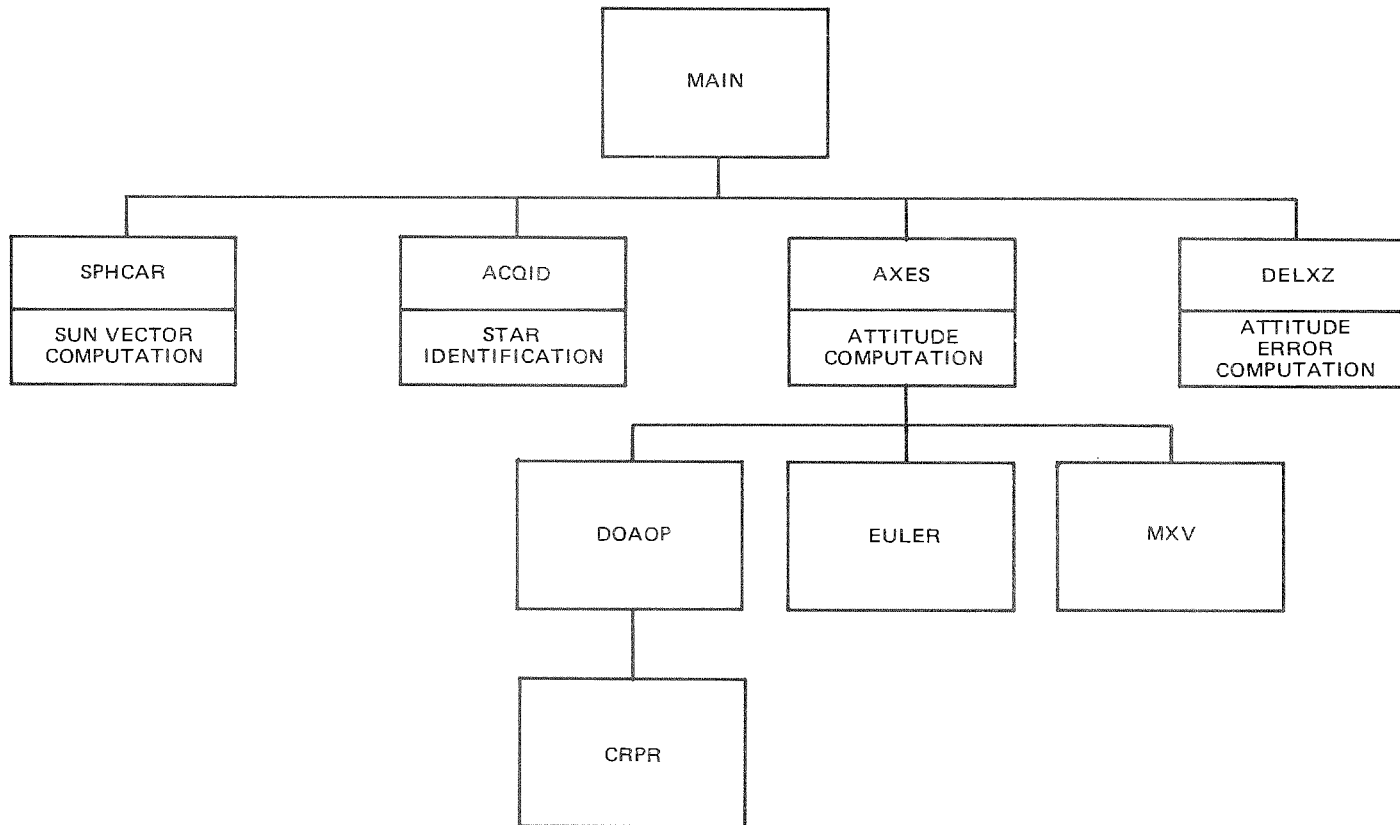 MAIN
SPHCAR
SUN VECTOR
COMPUTATION
ACQID
STAR
IDENTIFICATION
AXES
ATTITUDE
COMPUTATION
DELXZ
ATTITUDE
ERROR
COMPUTATION
DOAOP
EULER
MXV
CRPR